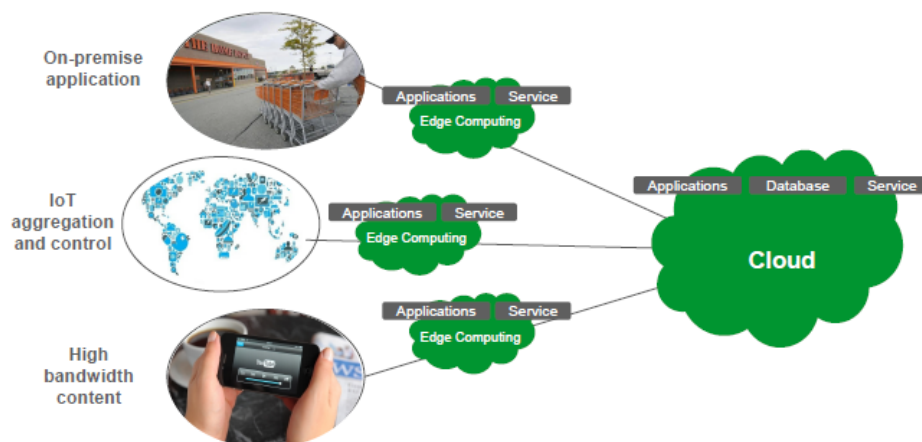 On-premise
application
Applications
Service
Edge Computing
IoT
aggregation
and control
Applications
Service
Edge Computing
Applications
Database
Service
Cloud
High
bandwidth
content
Applications
Service
Edge Computing
YouTube